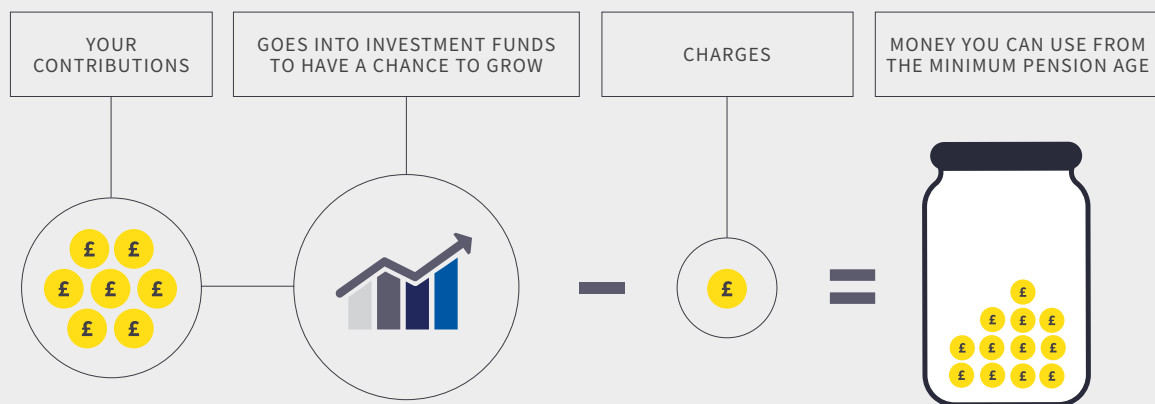 YOUR
CONTRIBUTIONS
GOES INTO INVESTMENT FUNDS
TO HAVE A CHANCE TO GROW
CHARGES
MONEY YOU CAN USE FROM
THE MINIMUM PENSION AGE
£ £
£ £ £
£ £
£
£
£ £ £
£ £ £ £
£ £ £ £